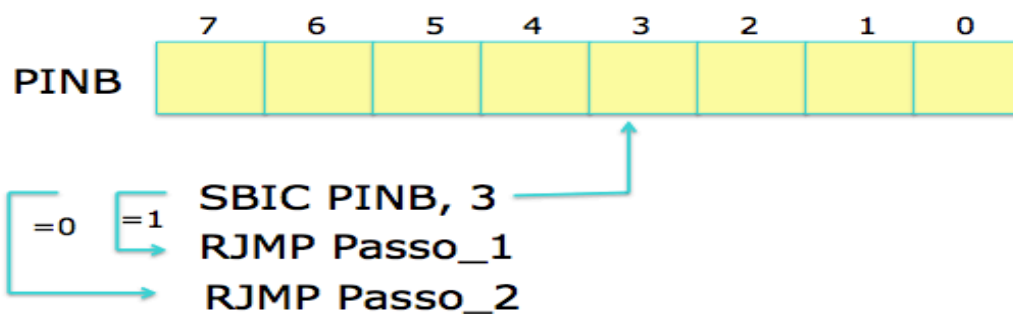 7 6 5 4 3 2 1 0
PINB
SBIC PINB, 3
=0 =1
RJMP Passo_1
RJMP Passo_2